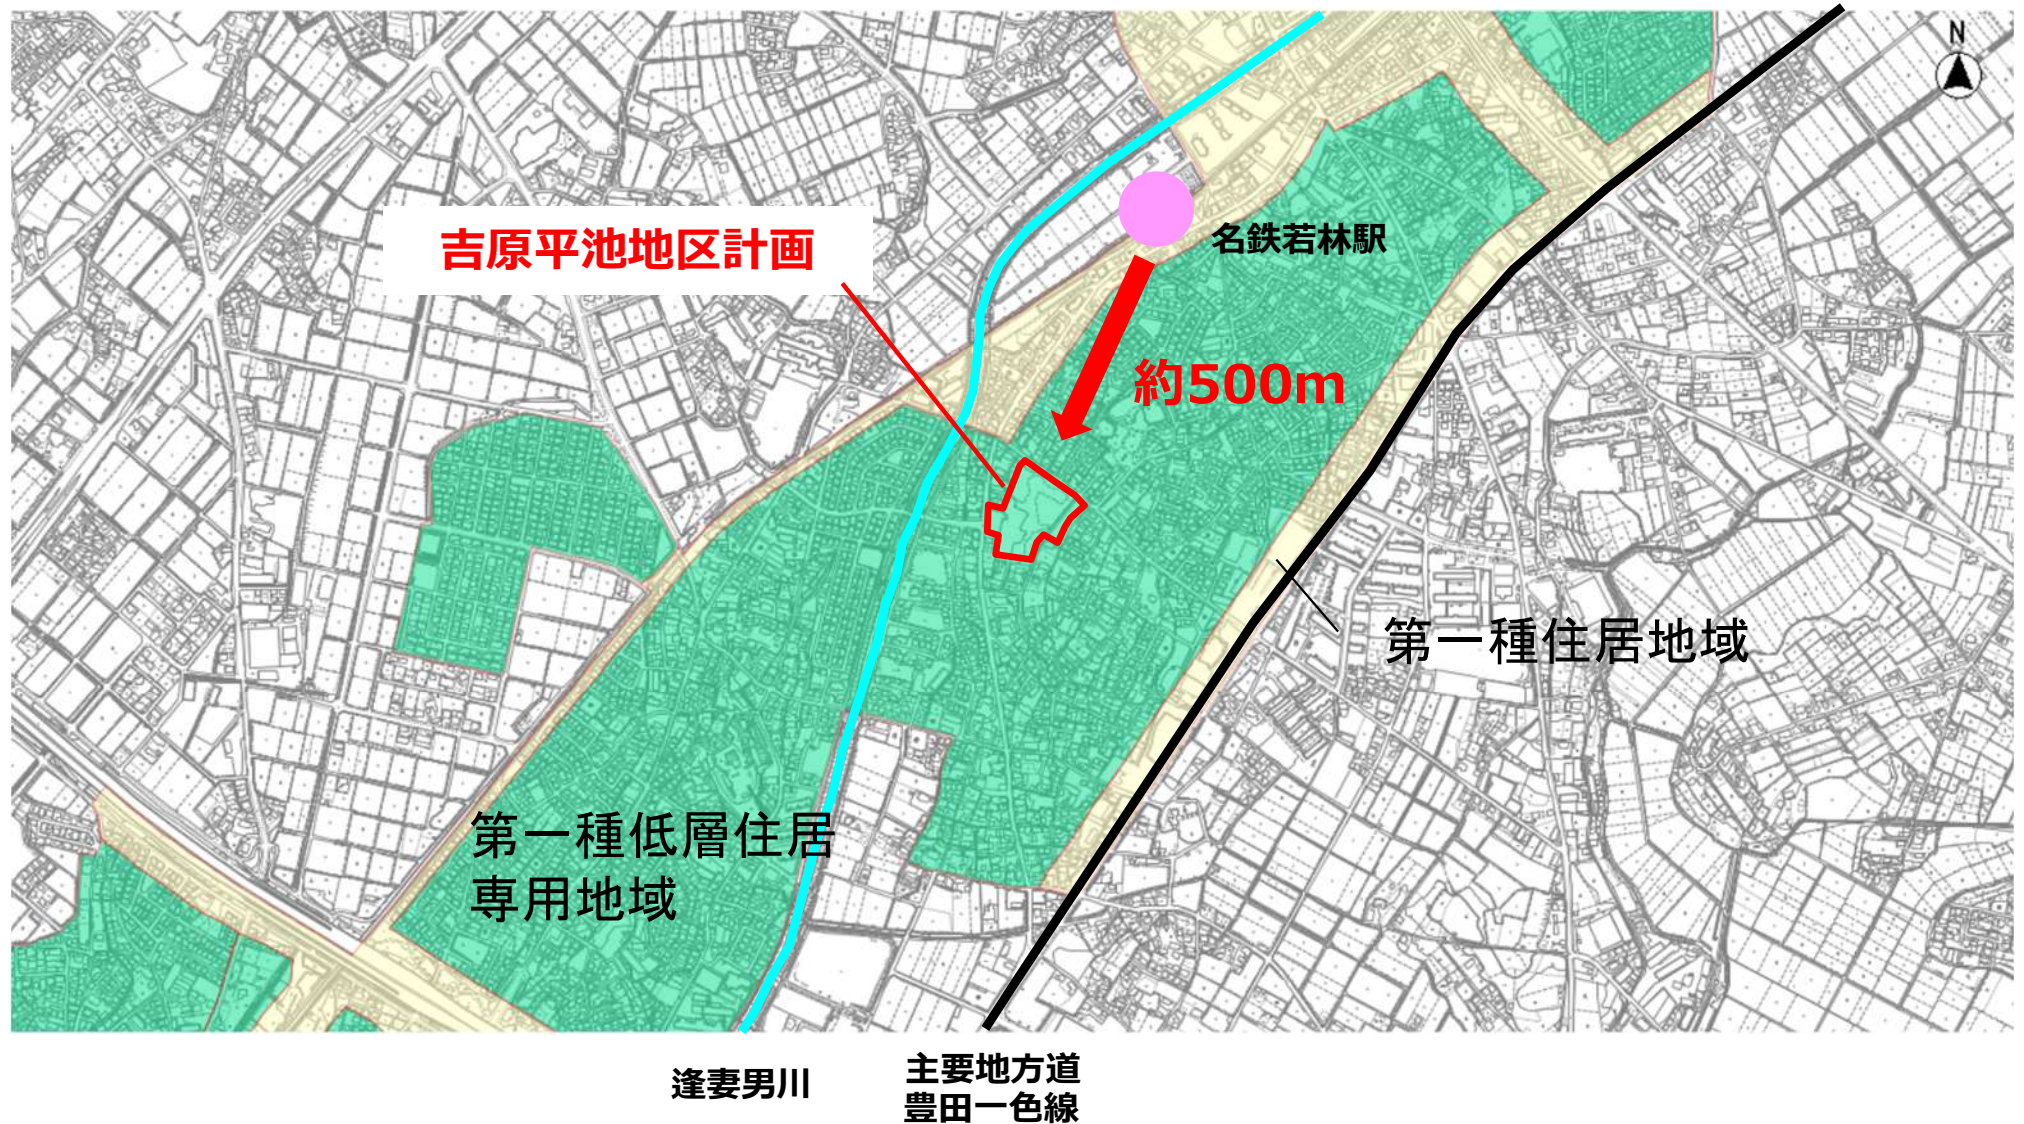 N
吉原平池地区計画
名鉄若林駅
約500m
第一種住居地域
第一種低層住居
専用地域
逢妻男川
主要地方道
豊田一色線